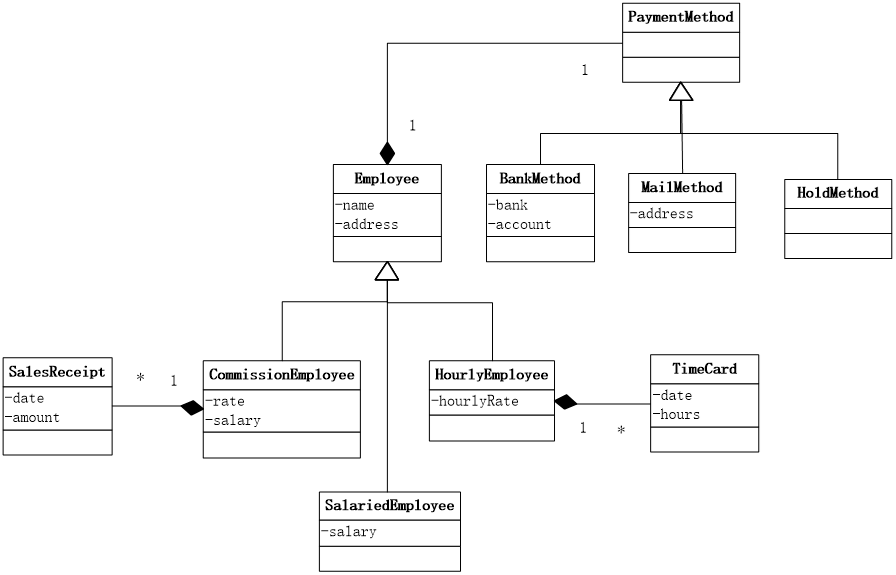 PaymentMethod
1
1
Employee
-name
-address
BankMethod
-bank
-account
MailMethod
-address
HoldMethod
SalesReceipt
-date
-amount
*
1
CommissionEmployee
-rate
-salary
HourlyEmployee
-hourlyRate
1
*
TimeCard
-date
-hours
SalariedEmployee
-salary